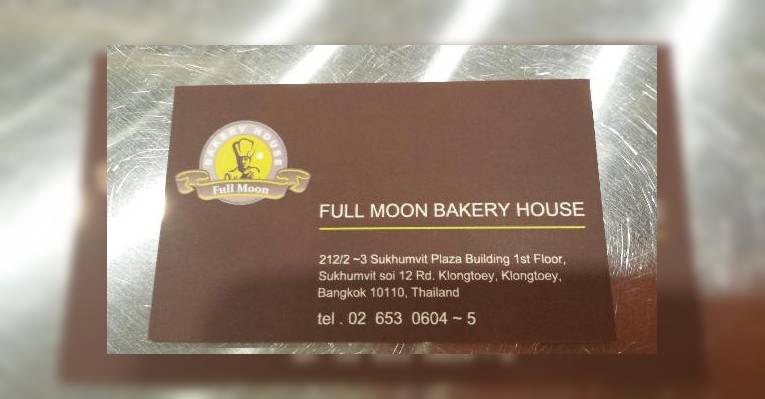 BAKERY HOUSE
Full Moon
FULL MOON BAKERY HOUSE
212/2 ~3 Sukhumvit Plaza Building 1st Floor,
Sukhumvit soi 12 Rd. Klongtoey, Klongtoey,
Bangkok 10110, Thailand
tel . 02 653 0604 ~ 5